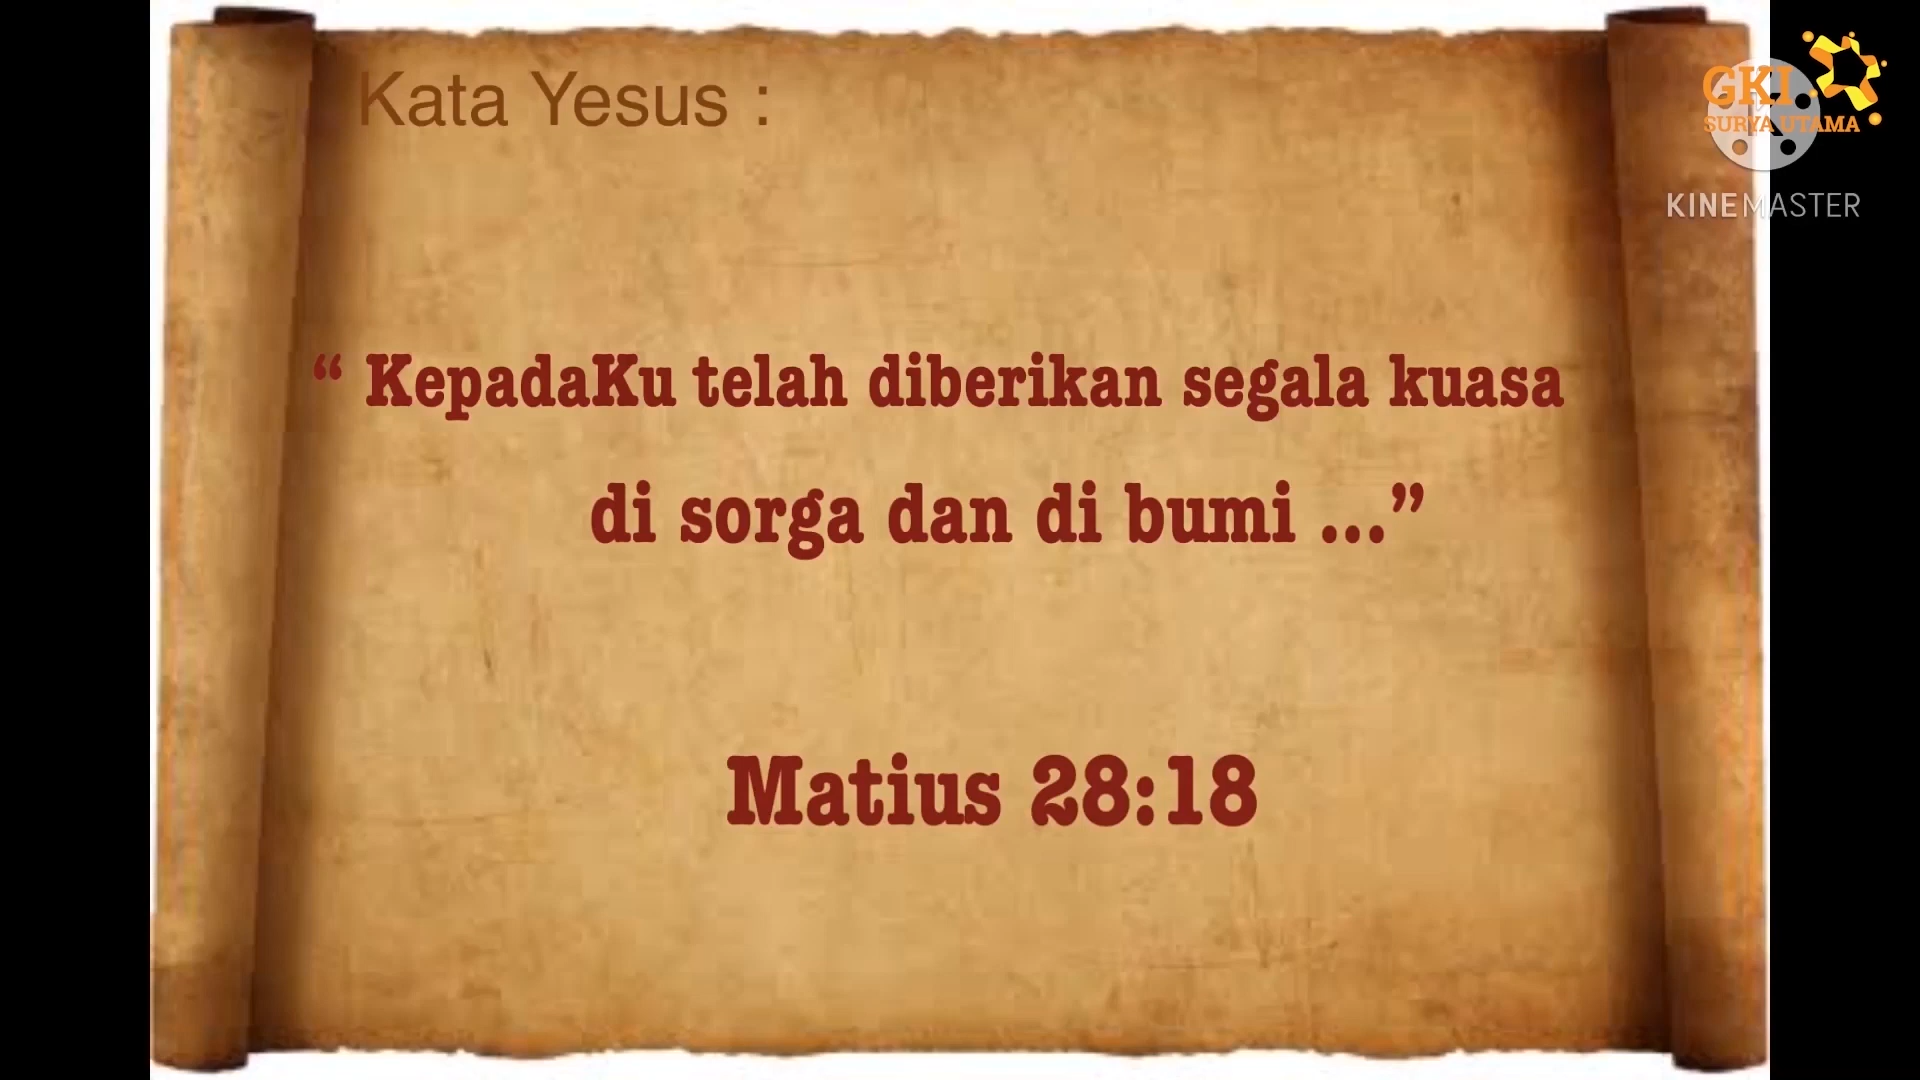 Kata Yesus :
GKI
SURYA UTAMA
KINEMASTER
“ KepadaKu telah diberikan segala kuasa
di sorga dan di bumi ...”
Matius 28:18